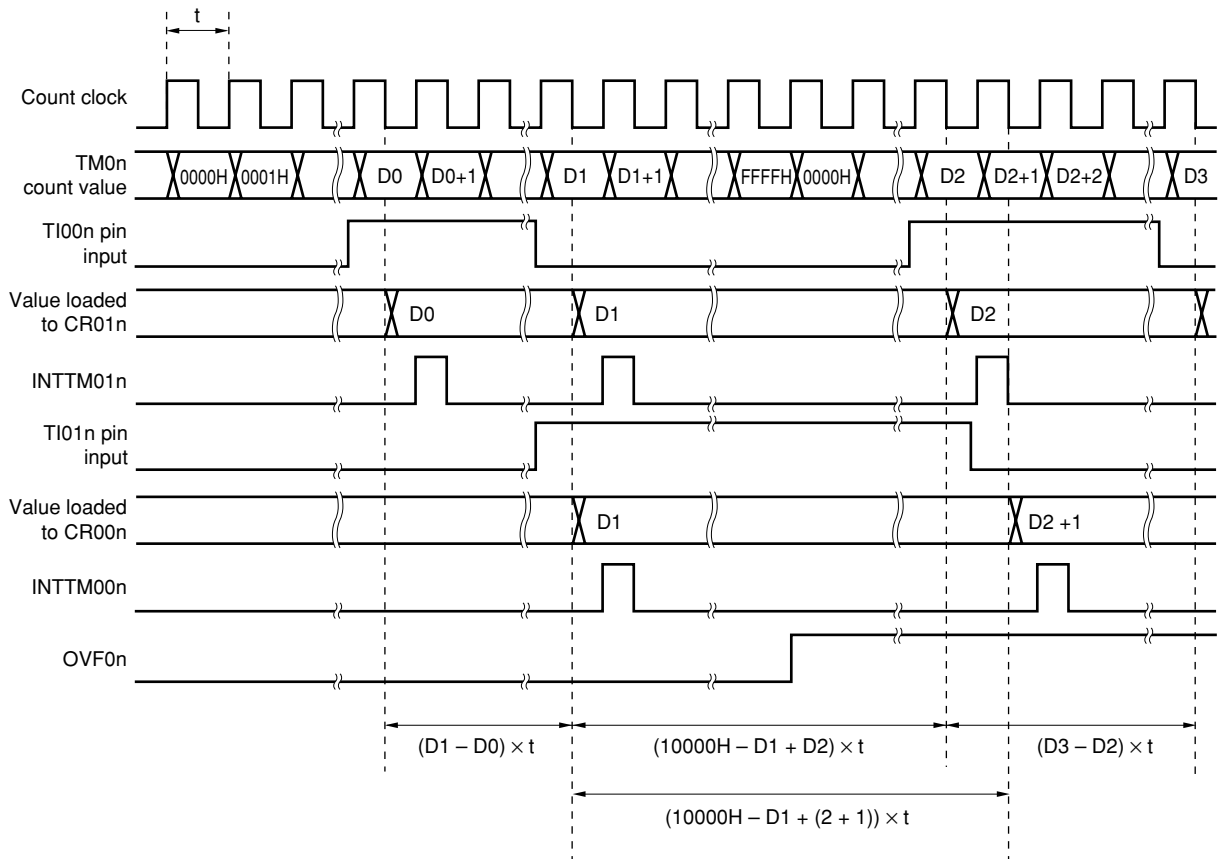 t
Count clock
TM0n
count value
0000H 0001H D0 D0+1 D1 D1+1 FFFFH 0000H D2 D2+1 D2+2 D3
TI00n pin
input
Value loaded
to CR01n
D0 D1 D2
INTTM01n
TI01n pin
input
Value loaded
to CR00n
D1 D2 +1
INTTM00n
OVF0n
(D1 – D0) × t (10000H – D1 + D2) × t (D3 – D2) × t
(10000H – D1 + (2 + 1)) × t